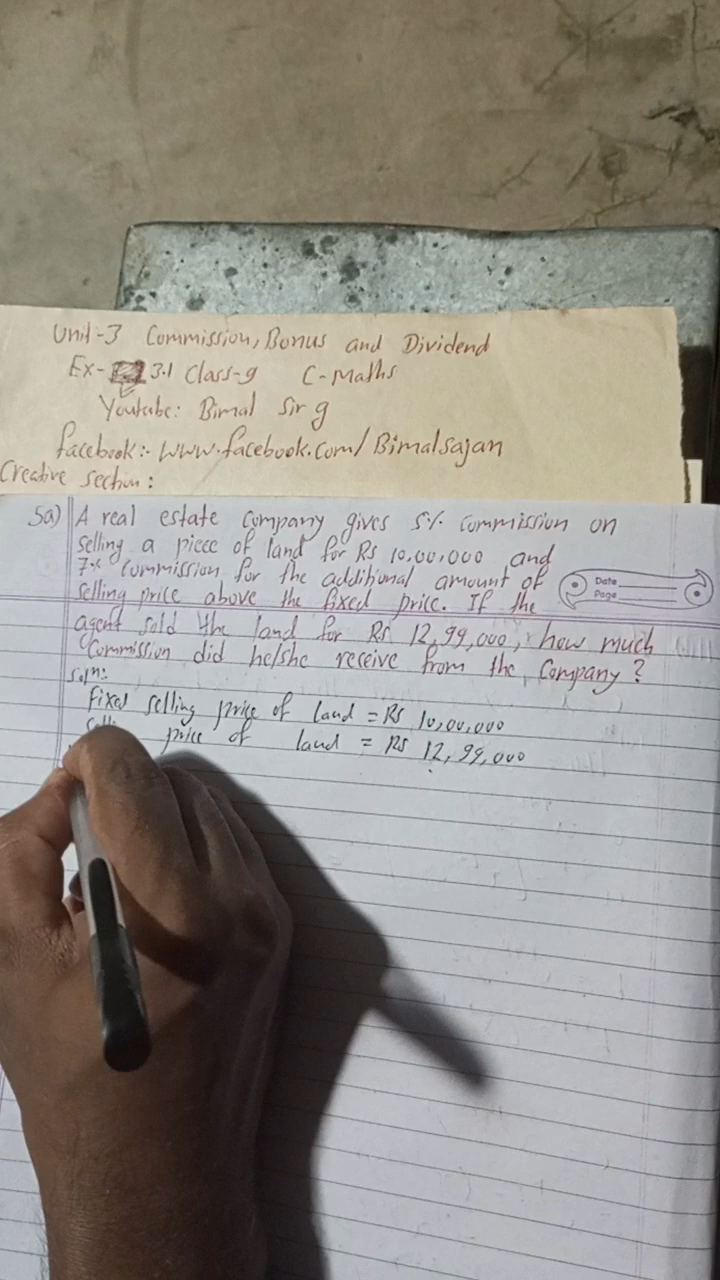 Unit-3 Commission, Bonus and Dividend
Ex- 3.1 Class-9 C-Maths
Youtube: Bimal Sir g
facebook:- www.facebook.com/Bimalsajan
Creative section:
5a) A real estate company gives 5% commission on
selling a piece of land for Rs 10,00,000 and
7% commission for the additional amount of
selling price above the fixed price. If the
Date
Page
agent sold the land for Rs 12,99,000, how much
Commission did he/she receive from the Company?
Soln:
fixed selling price of land = Rs 10,00,000
price of land = Rs 12,99,000